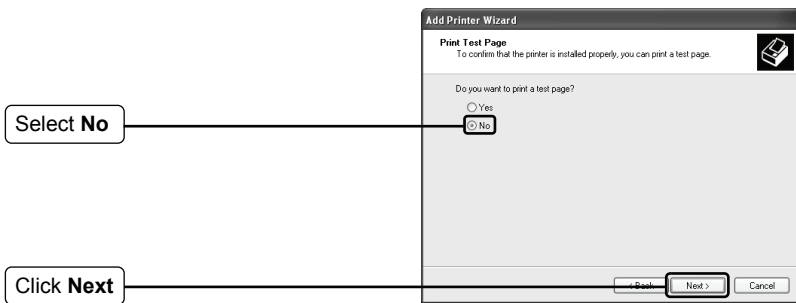 Add Printer Wizard
Print Test Page
To confirm that the printer is installed properly, you can print a test page.
Do you want to print a test page?
Yes
No
Select No
Click Next
< Back
Next >
Cancel